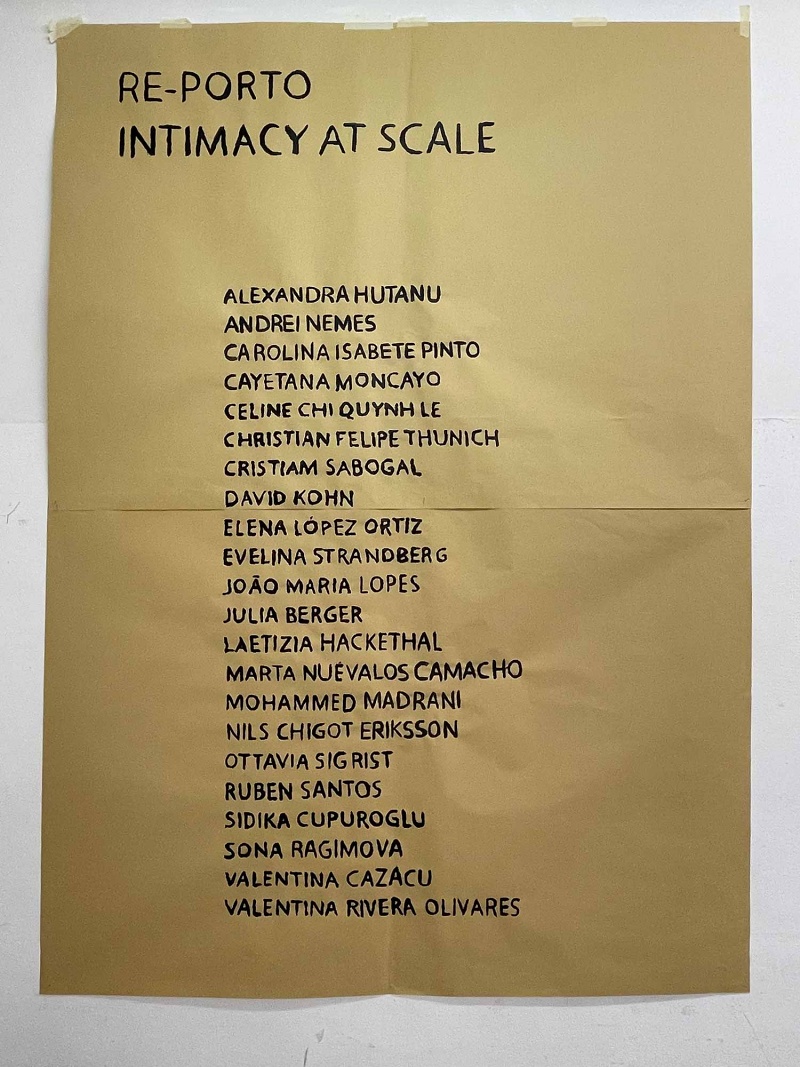 RE-PORTO
INTIMACY AT SCALE
ALEXANDRA HUTANU
ANDREI NEMES
CAROLINA ISABETE PINTO
CAYETANA MONCAYO
CELINE CHI QUYNH LE
CHRISTIAN FELIPE THUNICH
CRISTIAM SABOGAL
DAVID KOHN
ELENA LÓPEZ ORTIZ
EVELINA STRANDBERG
JOÃO MARIA LOPES
JULIA BERGER
LAETIZIA HACKETHAL
MARTA NUÉVALOS CAMACHO
MOHAMMED MADRANI
NILS CHIGOT ERIKSSON
OTTAVIA SIGRIST
RUBEN SANTOS
SIDIKA CUPUROGLU
SONA RAGIMOVA
VALENTINA CAZACU
VALENTINA RIVERA OLIVARES